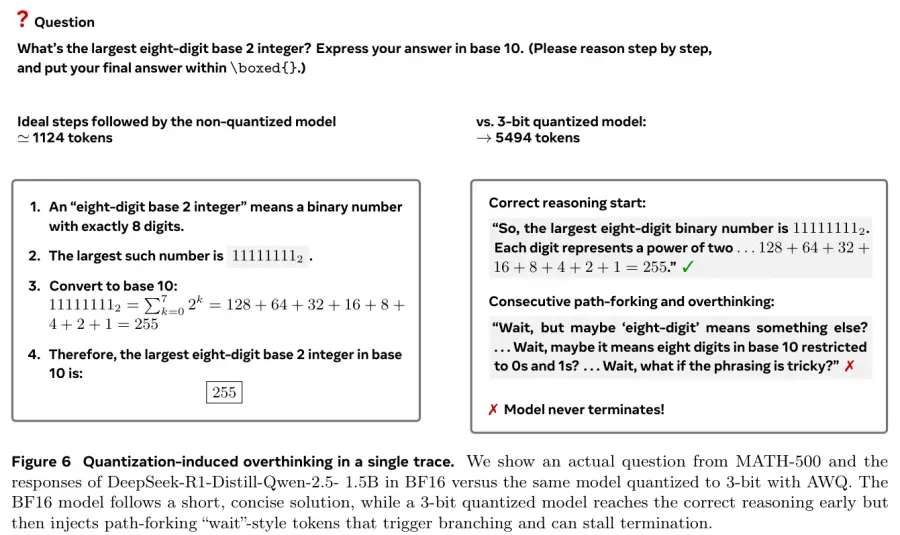 ? Question
What's the largest eight-digit base 2 integer? Express your answer in base 10. (Please reason step by step,
and put your final answer within \boxed{}.)
Ideal steps followed by the non-quantized model
≃ 1124 tokens
1. An "eight-digit base 2 integer" means a binary number
with exactly 8 digits.
2. The largest such number is 11111111₂ .
3. Convert to base 10:
11111111₂ = ∑⁷ₖ₌₀ 2ᵏ = 128 + 64 + 32 + 16 + 8 +
4 + 2 + 1 = 255
4. Therefore, the largest eight-digit base 2 integer in base
10 is:
255
vs. 3-bit quantized model:
→ 5494 tokens
Correct reasoning start:
"So, the largest eight-digit binary number is 11111111₂.
Each digit represents a power of two ...128 + 64 + 32 +
16 + 8 + 4 + 2 + 1 = 255." ✓
Consecutive path-forking and overthinking:
"Wait, but maybe 'eight-digit' means something else?
...Wait, maybe it means eight digits in base 10 restricted
to 0s and 1s? ...Wait, what if the phrasing is tricky?" ✗
✗ Model never terminates!
Figure 6 Quantization-induced overthinking in a single trace. We show an actual question from MATH-500 and the
responses of DeepSeek-R1-Distill-Qwen-2.5- 1.5B in BF16 versus the same model quantized to 3-bit with AWQ. The
BF16 model follows a short, concise solution, while a 3-bit quantized model reaches the correct reasoning early but
then injects path-forking "wait"-style tokens that trigger branching and can stall termination.